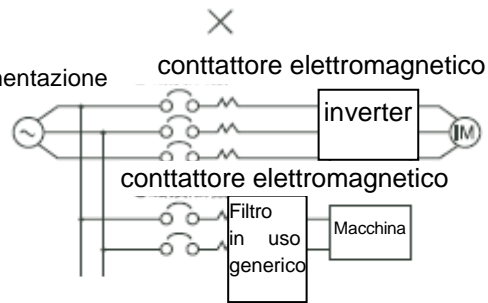 conttattore elettromagnetico
mentazione
inverter
IM
conttattore elettromagnetico
Filtro
in uso
generico
Macchina